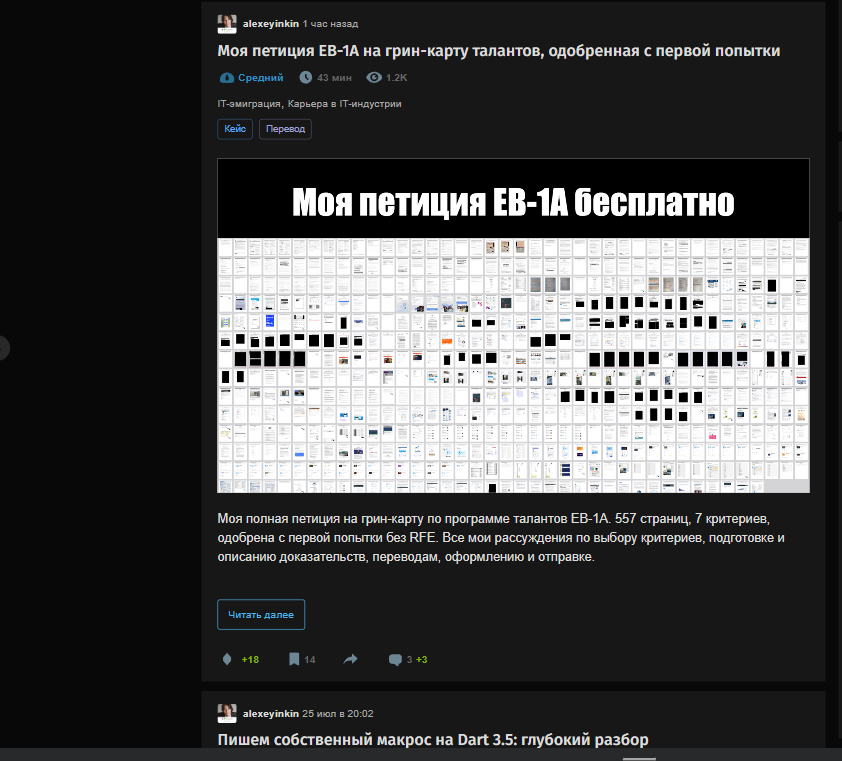 alexeyinkin 1 час назад
Моя петиция EB-1A на грин-карту талантов, одобренная с первой попытки
Средний 43 мин 1.2K
IT-эмиграция, Карьера в IT-индустрии
Кейс Перевод
Моя петиция EB-1A бесплатно
Моя полная петиция на грин-карту по программе талантов EB-1A. 557 страниц, 7 критериев,
одобрена с первой попытки без RFE. Все мои рассуждения по выбору критериев, подготовке и
описанию доказательств, переводам, оформлению и отправке.
Читать далее
+18 14 3 +3
alexeyinkin 25 июл в 20:02
Пишем собственный макрос на Dart 3.5: глубокий разбор